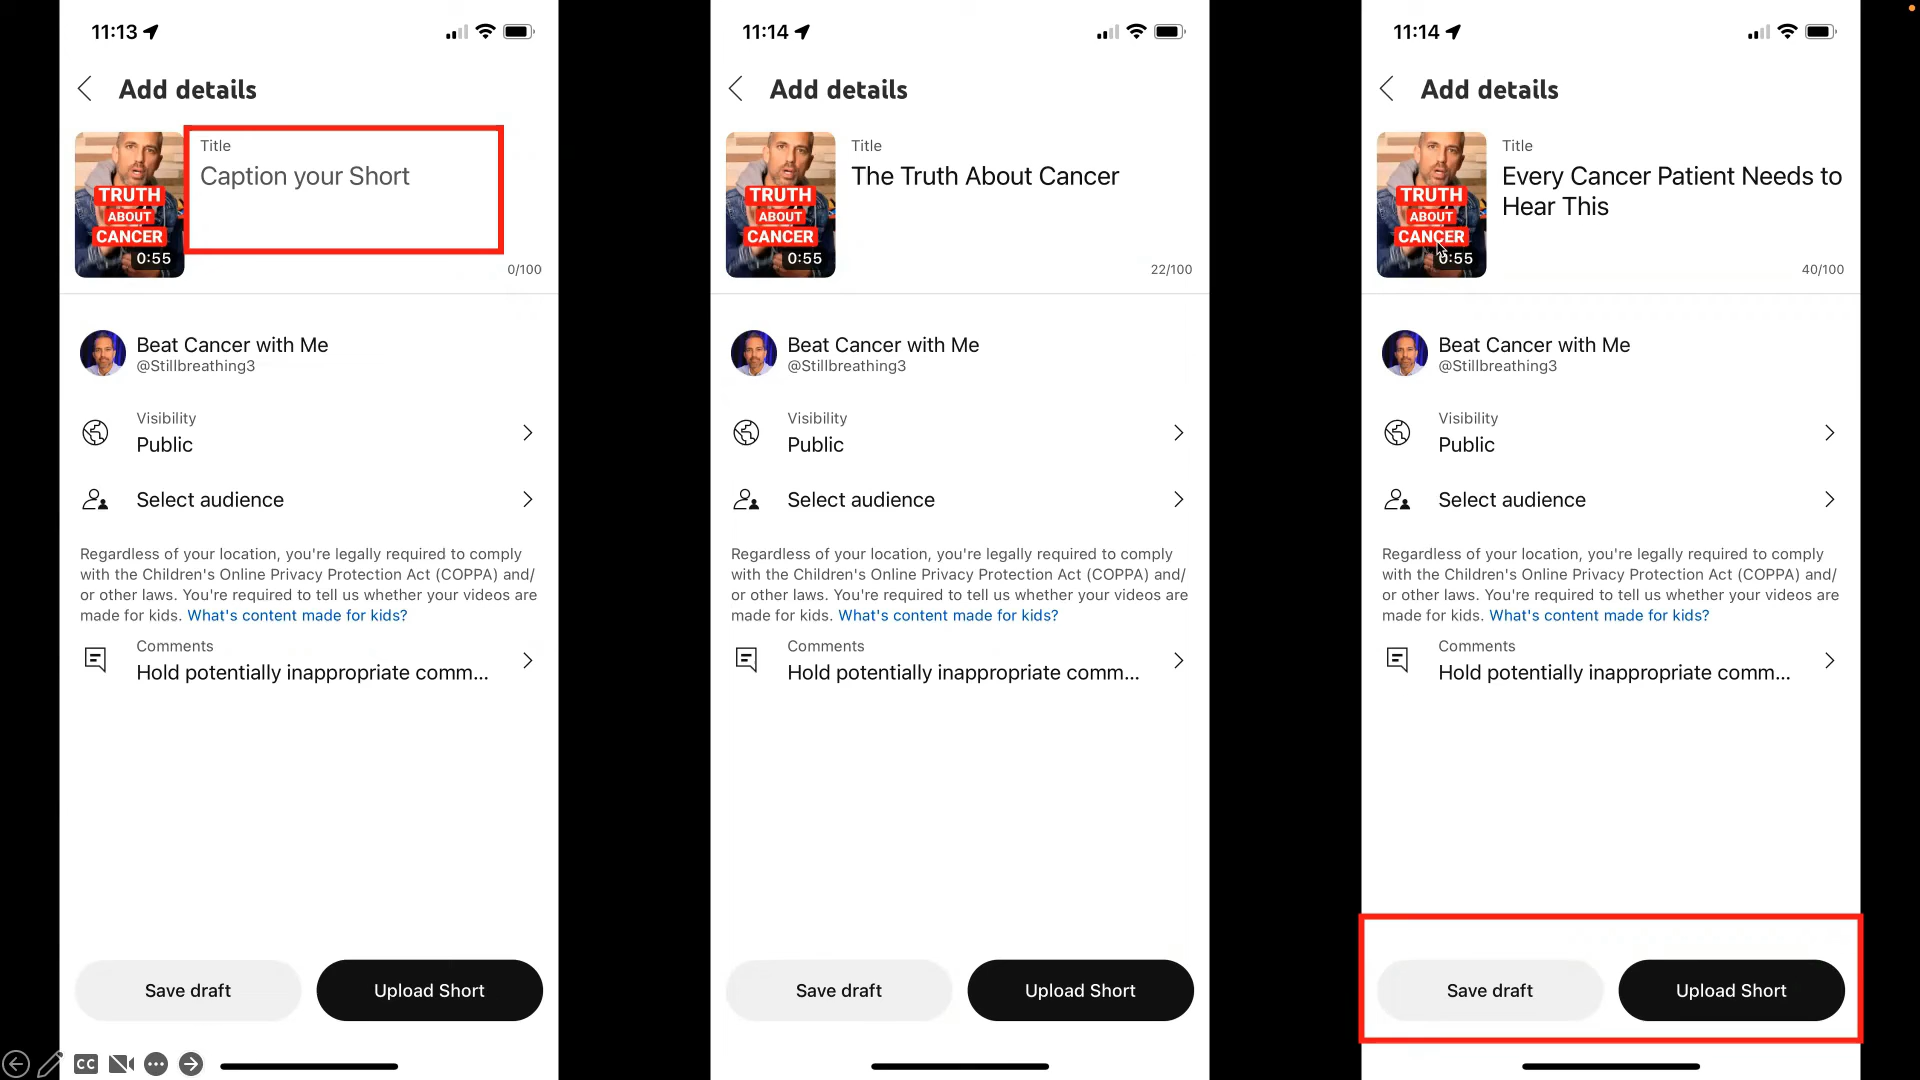 11:13
Add details
TRUTH
ABOUT
CANCER
0:55
Title
Caption your Short
0/100
Beat Cancer with Me
@Stillbreathing3
Visibility
Public
Select audience
Regardless of your location, you're legally required to comply
with the Children's Online Privacy Protection Act (COPPA) and/
or other laws. You're required to tell us whether your videos are
made for kids. What's content made for kids?
Comments
Hold potentially inappropriate comm...
Save draft
Upload Short
CC
11:14
Add details
TRUTH
ABOUT
CANCER
0:55
Title
The Truth About Cancer
22/100
Beat Cancer with Me
@Stillbreathing3
Visibility
Public
Select audience
Regardless of your location, you're legally required to comply
with the Children's Online Privacy Protection Act (COPPA) and/
or other laws. You're required to tell us whether your videos are
made for kids. What's content made for kids?
Comments
Hold potentially inappropriate comm...
Save draft
Upload Short
11:14
Add details
TRUTH
ABOUT
CANCER
0:55
Title
Every Cancer Patient Needs to
Hear This
40/100
Beat Cancer with Me
@Stillbreathing3
Visibility
Public
Select audience
Regardless of your location, you're legally required to comply
with the Children's Online Privacy Protection Act (COPPA) and/
or other laws. You're required to tell us whether your videos are
made for kids. What's content made for kids?
Comments
Hold potentially inappropriate comm...
Save draft
Upload Short